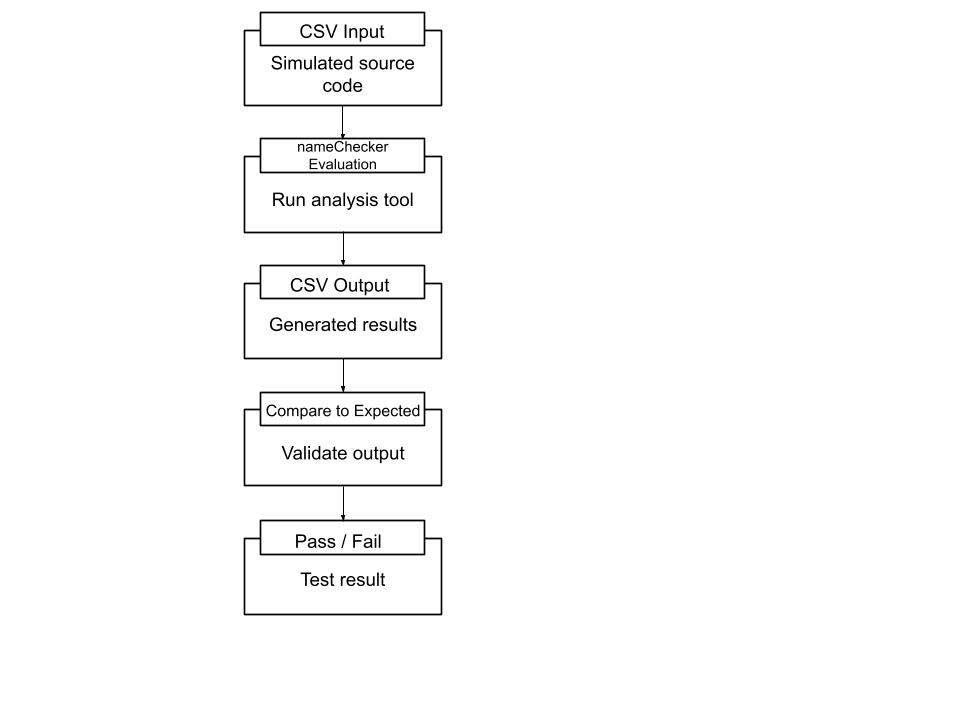 CSV Input
Simulated source
code
nameChecker
Evaluation
Run analysis tool
CSV Output
Generated results
Compare to Expected
Validate output
Pass / Fail
Test result